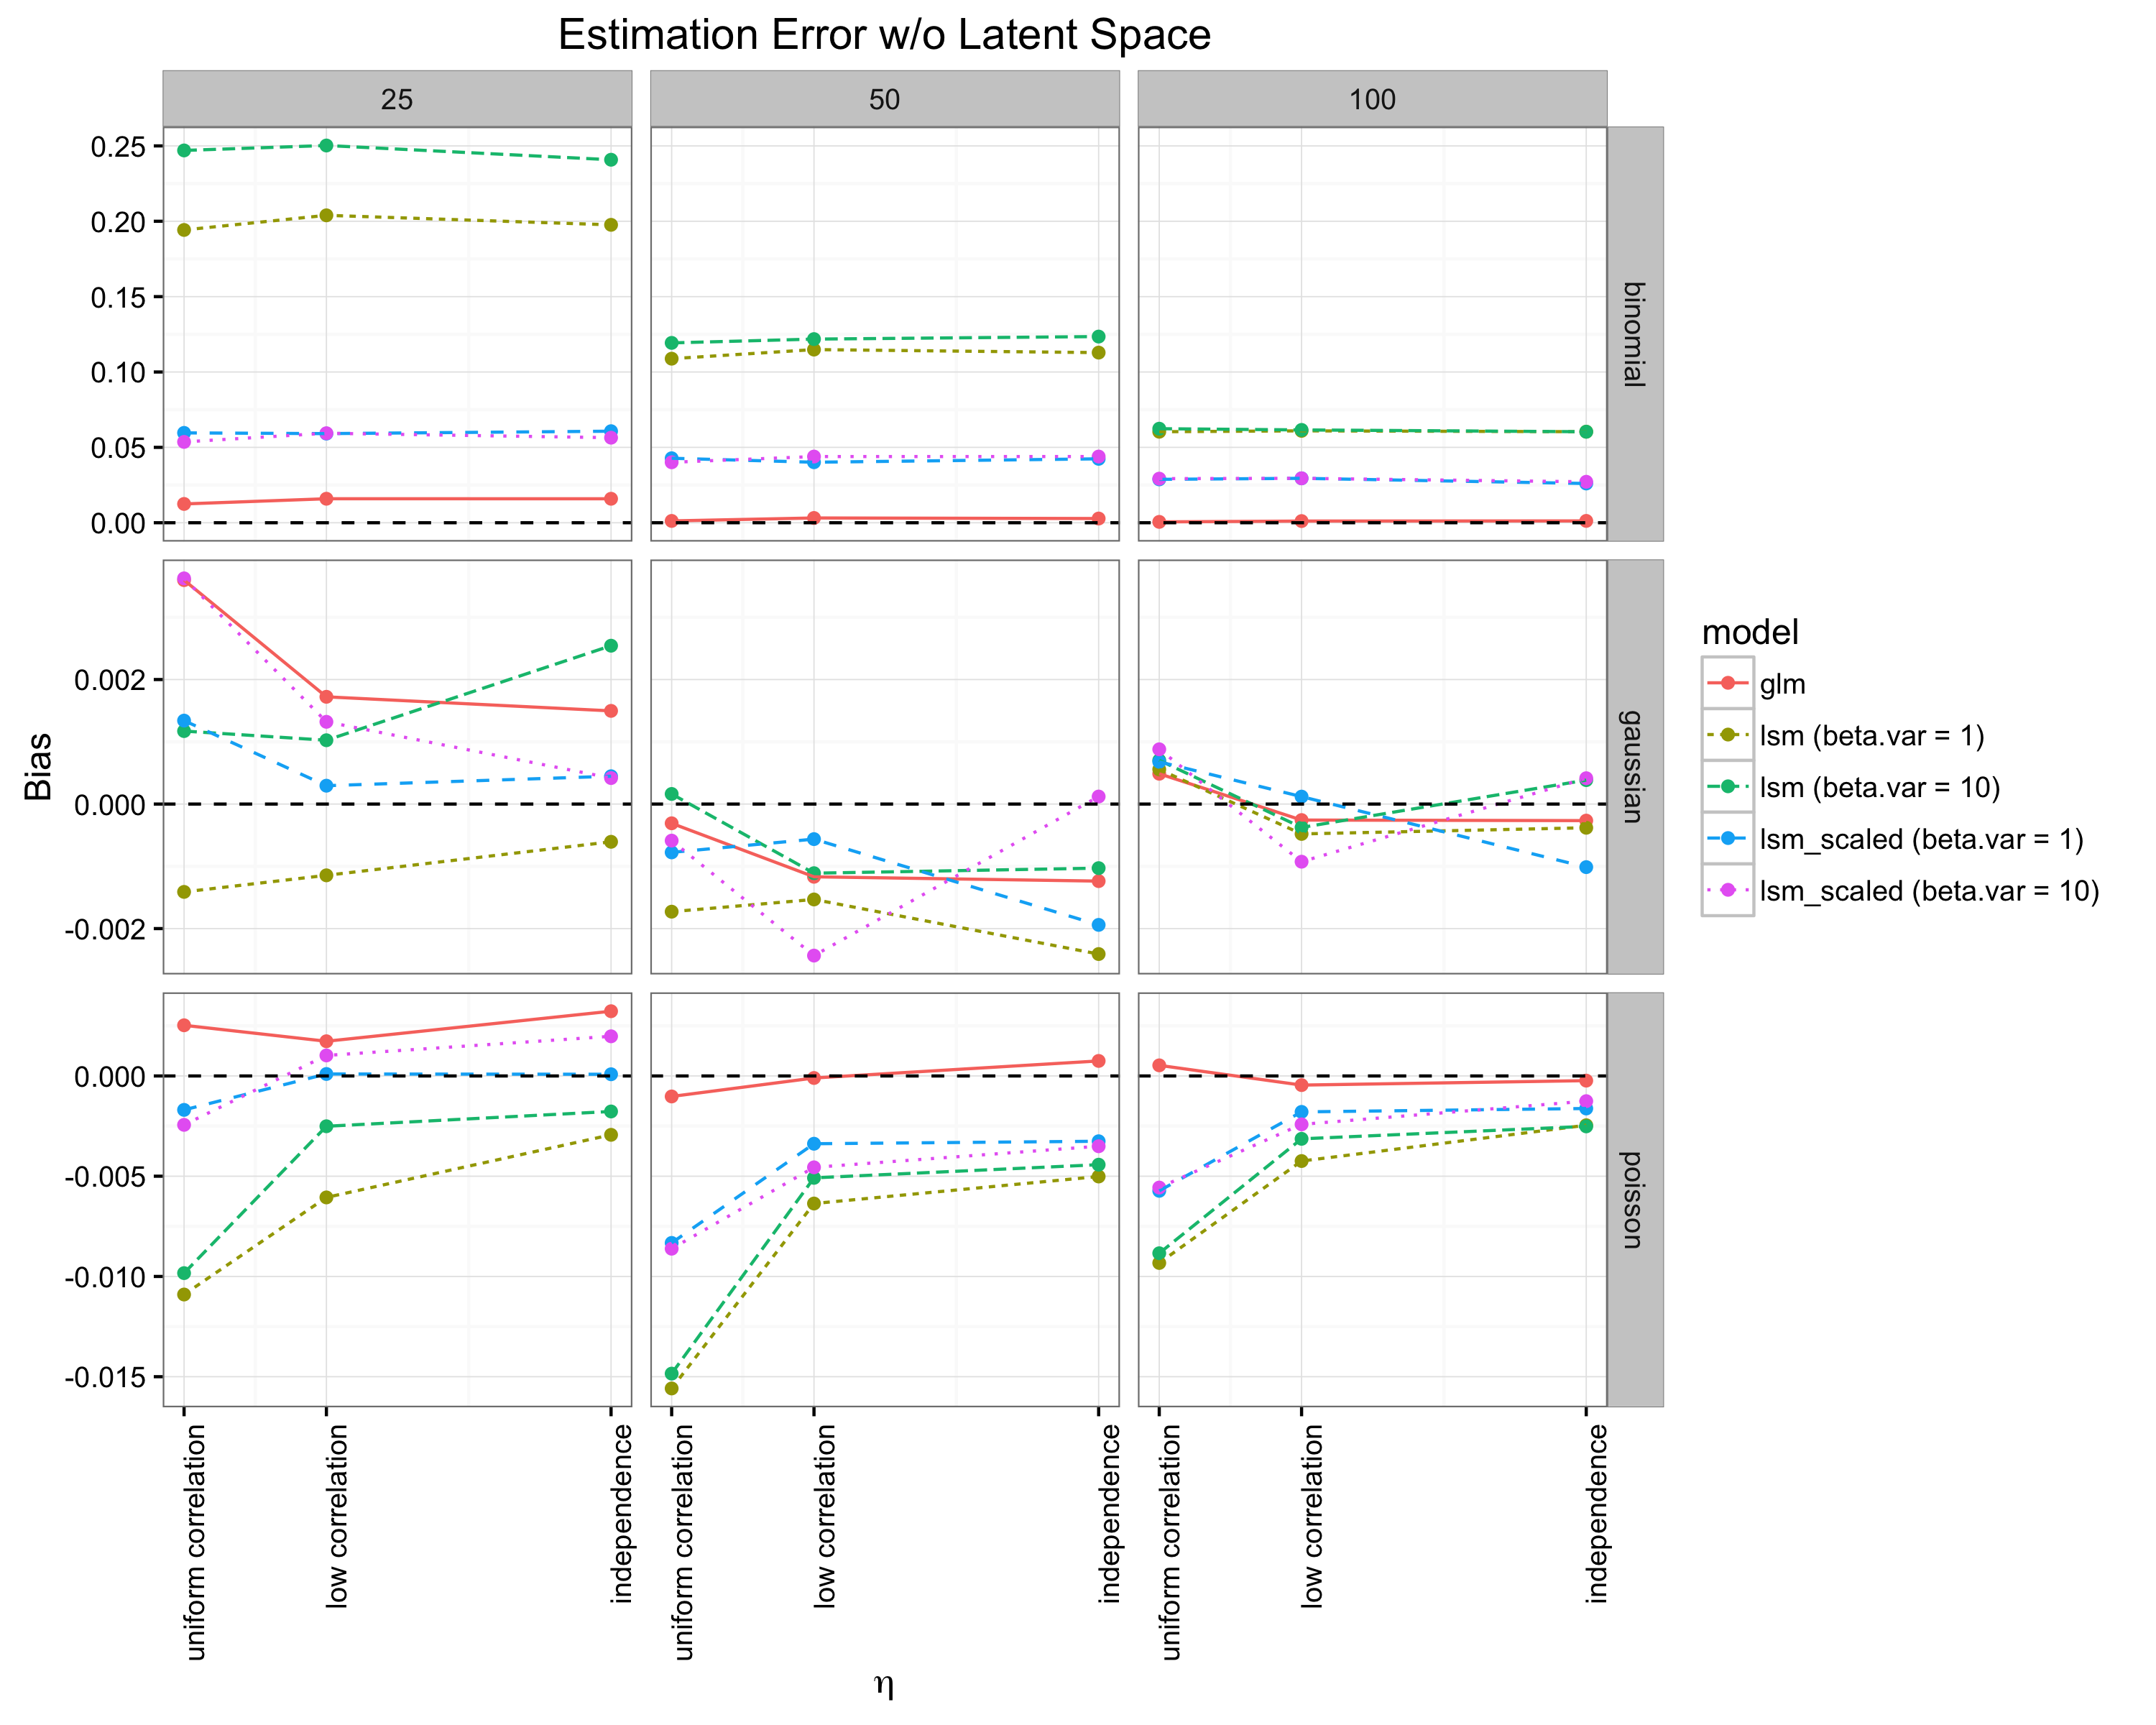 Estimation Error w/o Latent Space
25
50
100
0.25
0.20
0.15
0.10
0.05
0.00
binomial
0.002
0.000
-0.002
gaussian
0.000
-0.005
-0.010
-0.015
poisson
Bias
uniform correlation
low correlation
independence
uniform correlation
low correlation
independence
uniform correlation
low correlation
independence
η
model
glm
lsm (beta.var = 1)
lsm (beta.var = 10)
lsm_scaled (beta.var = 1)
lsm_scaled (beta.var = 10)